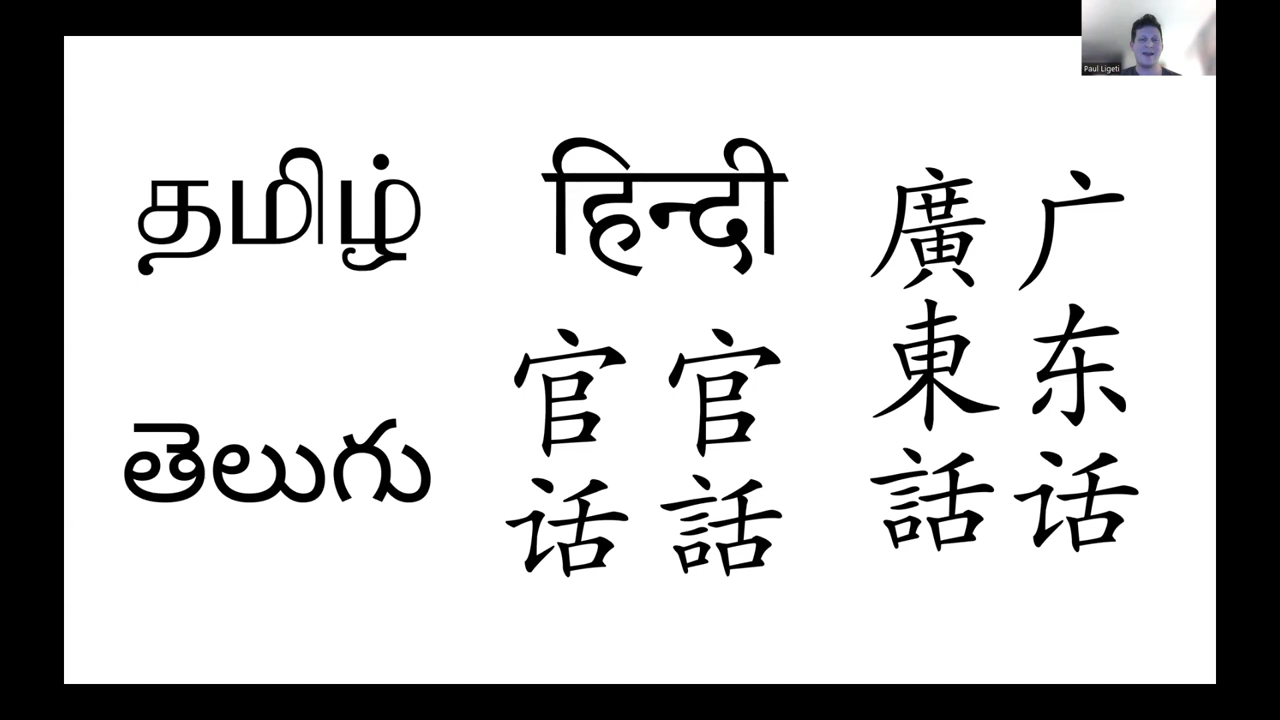 Paul Ligeti
தமிழ்
हिन्दी
廣東話
广东话
官话
官話
తెలుగు